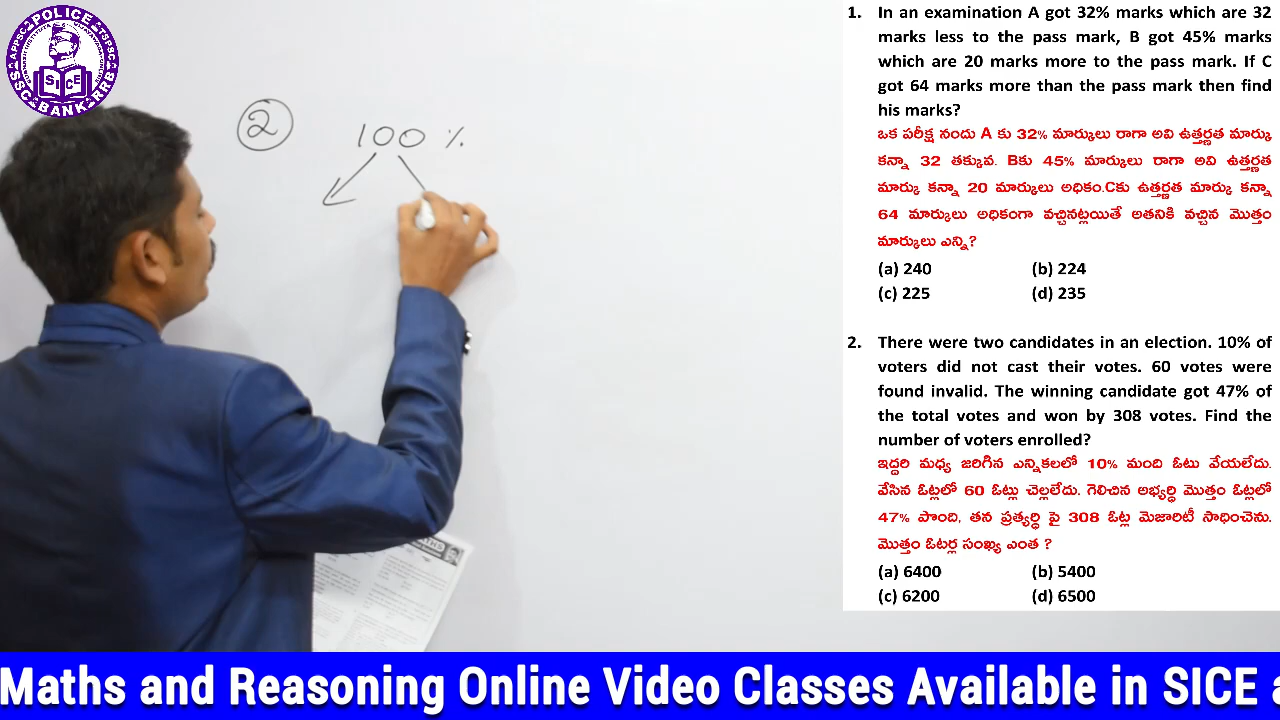 POLICE
APPSC
TSPSC
SICE
SSC
BANK
RRB
2
100 %
1. In an examination A got 32% marks which are 32
marks less to the pass mark, B got 45% marks
which are 20 marks more to the pass mark. If C
got 64 marks more than the pass mark then find
his marks?
ఒక పరీక్ష నందు A కు 32% మార్కులు రాగా అవి ఉత్తర్ణత మార్కు
కన్నా 32 తక్కువ. Bకు 45% మార్కులు రాగా అవి ఉత్తర్ణత
మార్కు కన్నా 20 మార్కులు అధికం.Cకు ఉత్తర్ణత మార్కు కన్నా
64 మార్కులు అధికంగా వచ్చినట్లయితే అతనికి వచ్చిన మొత్తం
మార్కులు ఎన్ని?
(a) 240 (b) 224
(c) 225 (d) 235
2. There were two candidates in an election. 10% of
voters did not cast their votes. 60 votes were
found invalid. The winning candidate got 47% of
the total votes and won by 308 votes. Find the
number of voters enrolled?
ఇద్దరి మధ్య జరిగిన ఎన్నికలలో 10% మంది ఓటు వేయలేదు.
వేసిన ఓట్లలో 60 ఓట్లు చెల్లలేదు. గెలిచిన అభ్యర్ధి మొత్తం ఓట్లలో
47% పొంది, తన ప్రత్యర్ధి పై 308 ఓట్ల మెజారిటీ సాధించెను.
మొత్తం ఓటర్ల సంఖ్య ఎంత ?
(a) 6400 (b) 5400
(c) 6200 (d) 6500
Maths and Reasoning Online Video Classes Available in SICE a